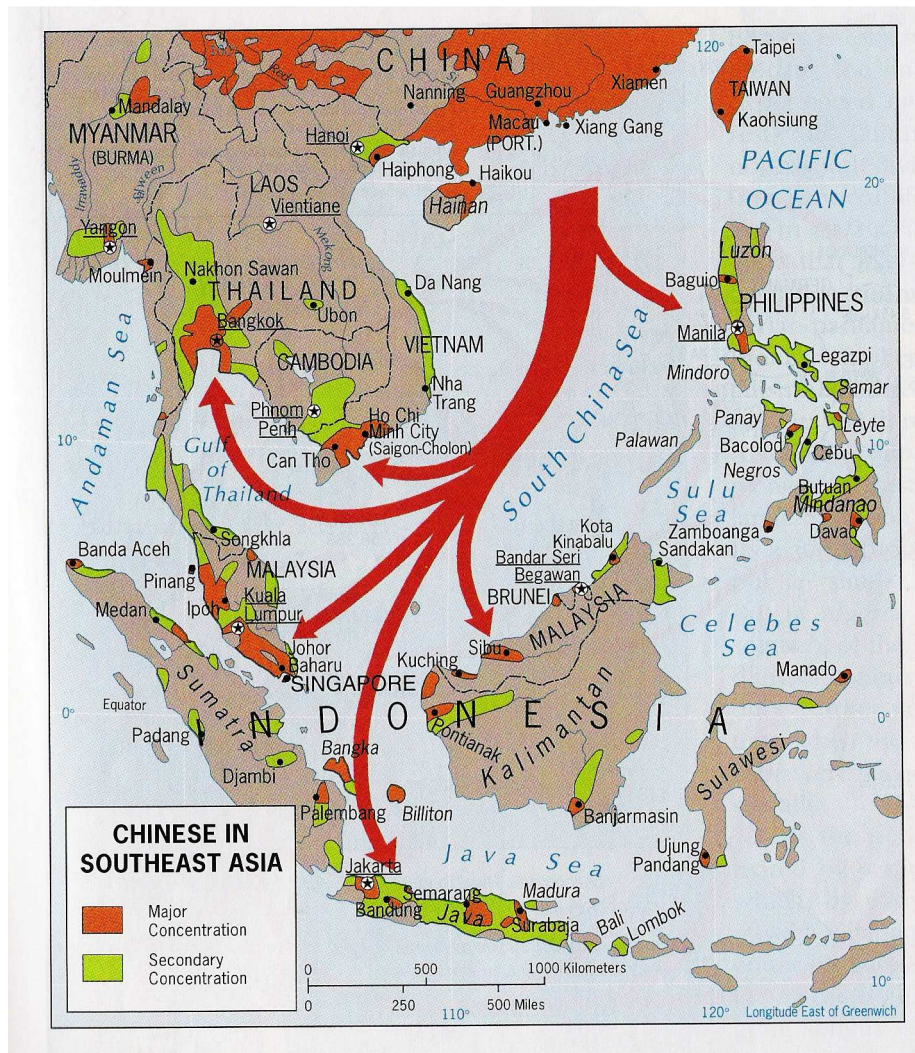 CHINA
120°
Taipei
Xiamen
TAIWAN
Kaohsiung
Nanning
Guangzhou
Macau
(PORT.)
Xiang Gang
Mandalay
MYANMAR
(BURMA)
Hanoi
Haiphong
Haikou
Hainan
PACIFIC
OCEAN
20°
Irrawaddy
Salween
Red
LAOS
Vientiane
Mekong
Yangon
Moulmein
Nakhon Sawan
THAILAND
Ubon
Bangkok
Da Nang
Luzon
Baguio
PHILIPPINES
Manila
Andaman Sea
CAMBODIA
VIETNAM
South China Sea
Legazpi
Mindoro
Samar
Nha
Trang
Phnom
Penh
Ho Chi
Minh City
(Saigon-Cholon)
Can Tho
10°
Gulf
of
Thailand
Panay
Leyte
Palawan
Bacolod
10°
Cebu
Negros
Sulu
Sea
Butuan
Mindanao
Zamboanga
Davao
Songkhla
Kota
Kinabalu
Sandakan
Banda Aceh
Pinang
MALAYSIA
Bandar Seri
Begawan
BRUNEI
Ipoh
Kuala
Lumpur
Medan
MALAYSIA
Celebes
Sea
Johor
Baharu
Sibu
Kuching
SINGAPORE
Manado
Sumatra
Equator
0°
INDONESIA
0°
Padang
Pontianak
Kalimantan
Sulawesi
Bangka
Djambi
Palembang
Billiton
Banjarmasin
CHINESE IN
SOUTHEAST ASIA
Major
Concentration
Secondary
Concentration
Java Sea
Ujung
Pandang
Jakarta
Semarang
Madura
Bandung
Java
Surabaja
Bali
Lombok
0 500 1000 Kilometers
0 250 500 Miles
10°
110°
120°
Longitude East of Greenwich